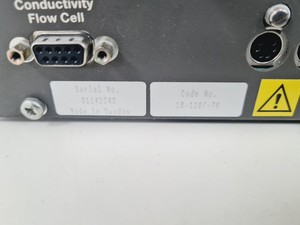 Conductivity
Flow Cell
Serial No.
Made in Sweden
Code No.